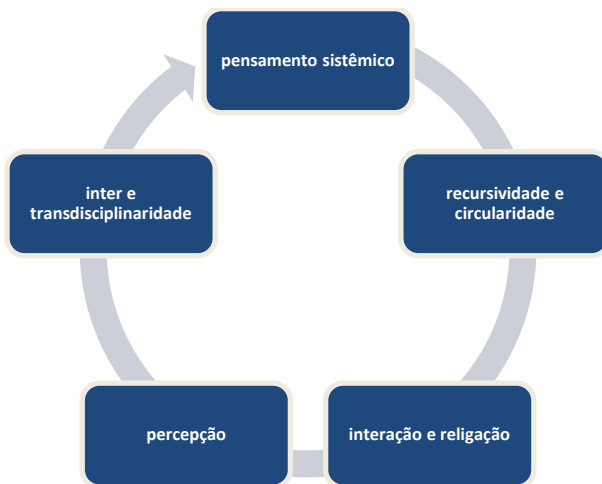 pensamento sistêmico
recursividade e
circularidade
interação e religação
percepção
inter e
transdisciplinaridade